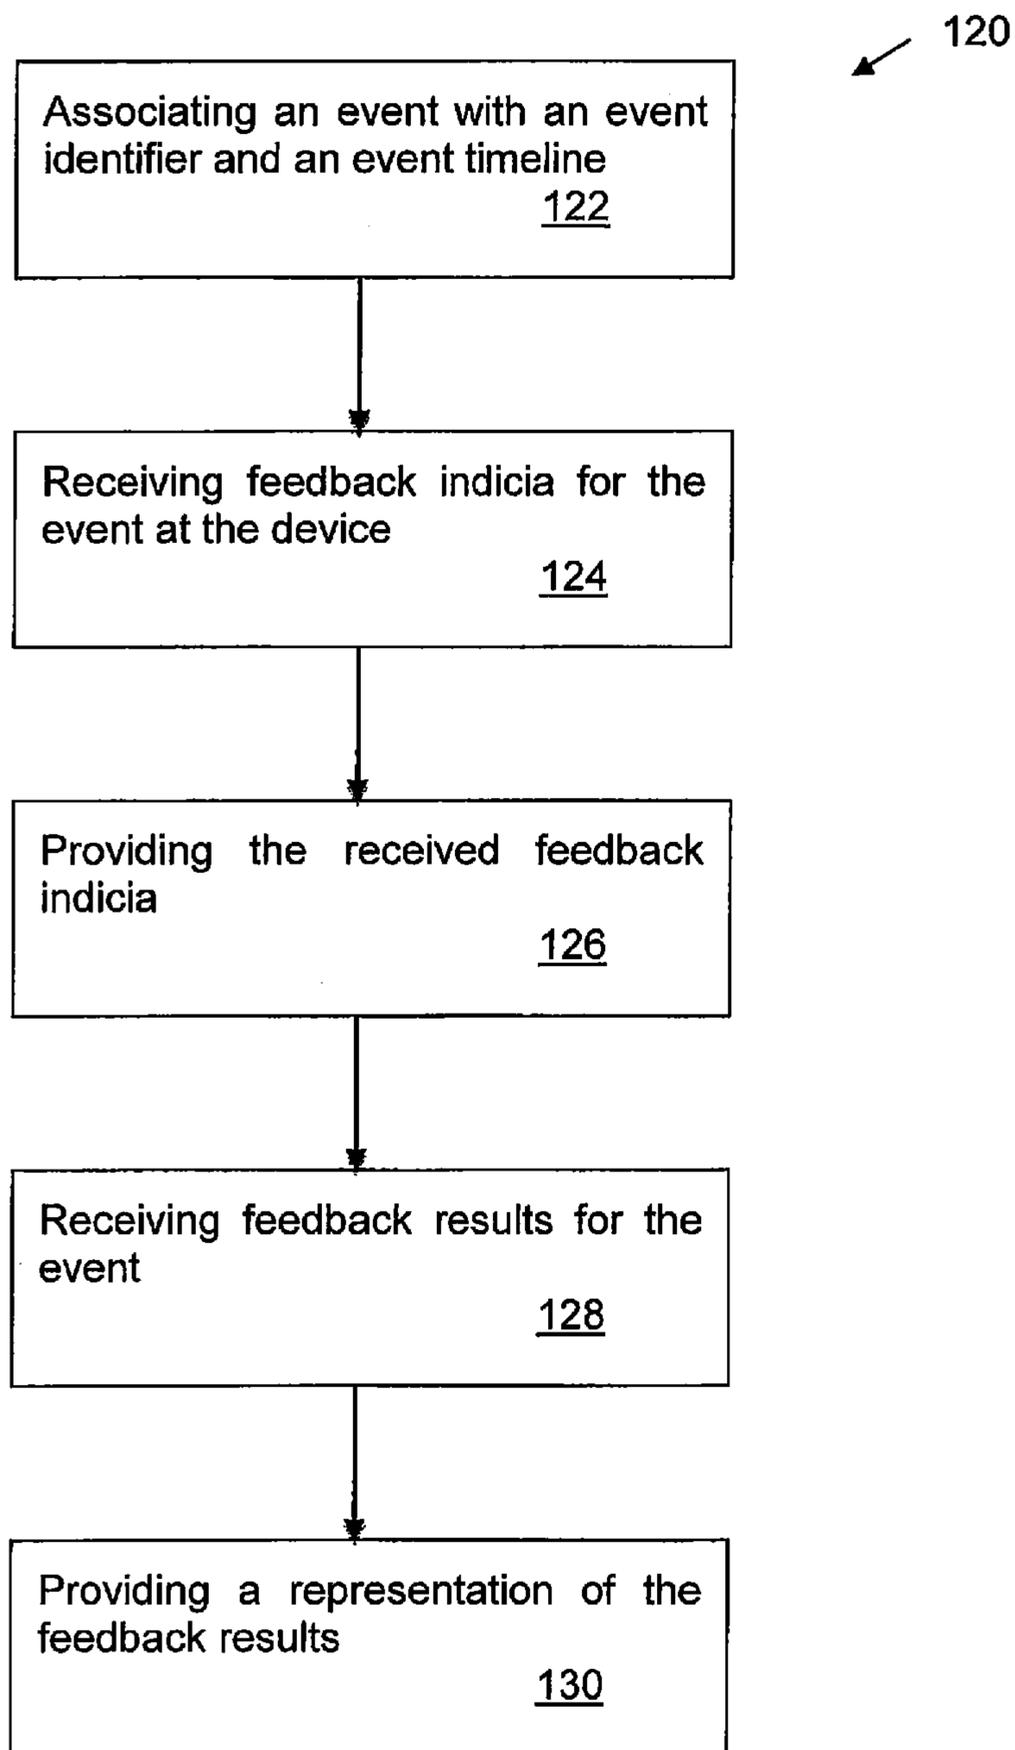 120
Associating an event with an event
identifier and an event timeline
122
Receiving feedback indicia for the
event at the device
124
Providing the received feedback
indicia
126
Receiving feedback results for the
event
128
Providing a representation of the
feedback results
130